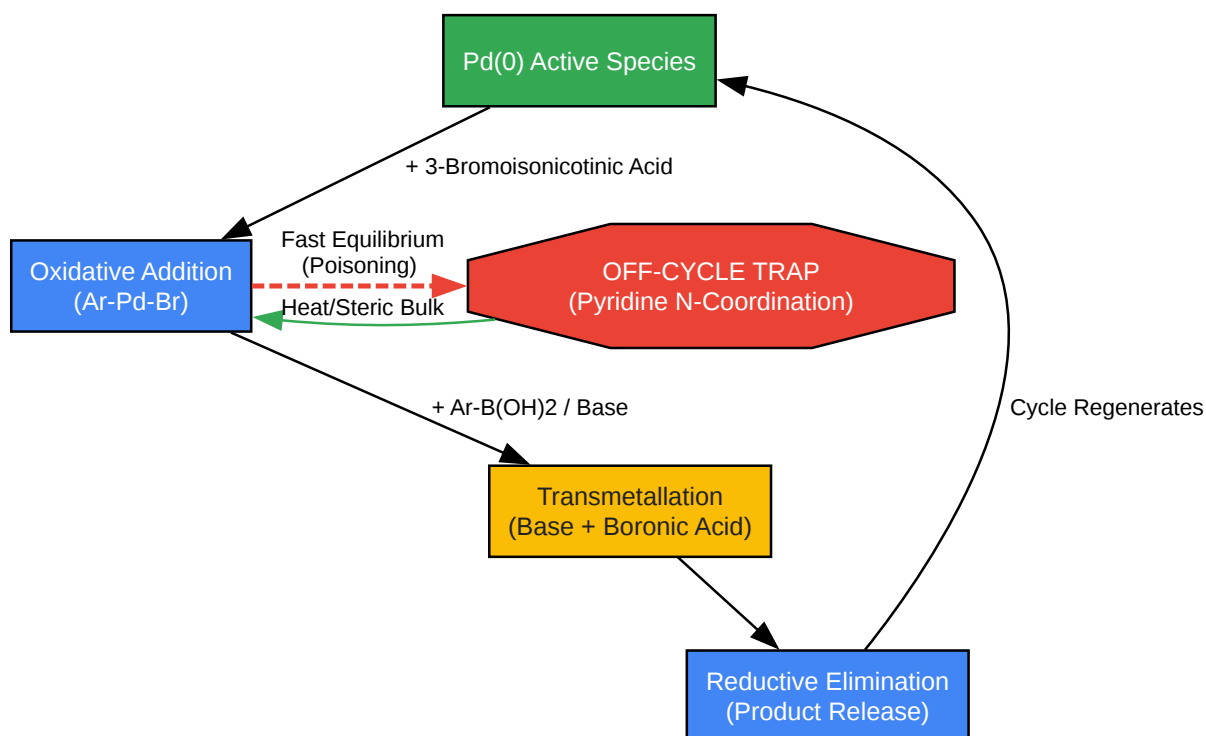 Pd(0) Active Species
+ 3-Bromoisonicotinic Acid
Oxidative Addition
(Ar-Pd-Br)
Fast Equilibrium
(Poisoning)
Heat/Steric Bulk
OFF-CYCLE TRAP
(Pyridine N-Coordination)
+ Ar-B(OH)2 / Base
Cycle Regenerates
Transmetallation
(Base + Boronic Acid)
Reductive Elimination
(Product Release)